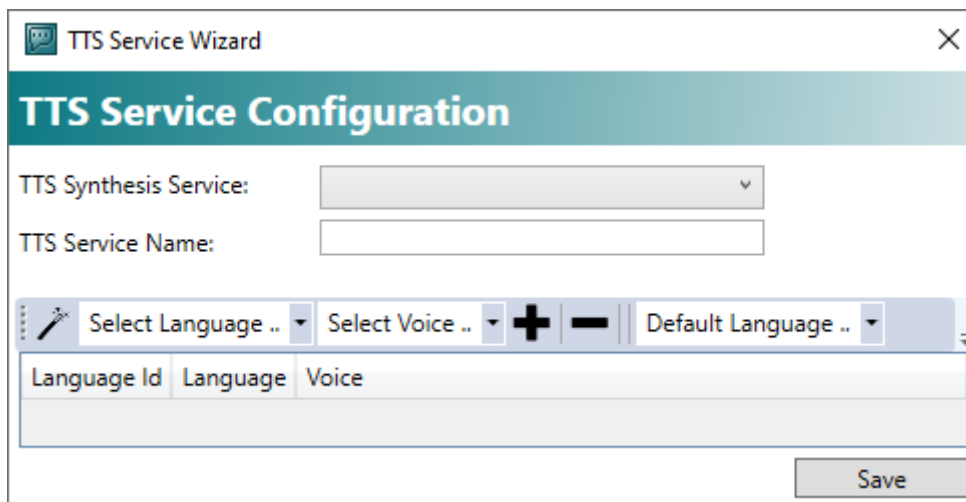 TTS Service Wizard
TTS Service Configuration
TTS Synthesis Service:
TTS Service Name:
Select Language .. Select Voice .. Default Language ..
Language Id Language Voice
Save